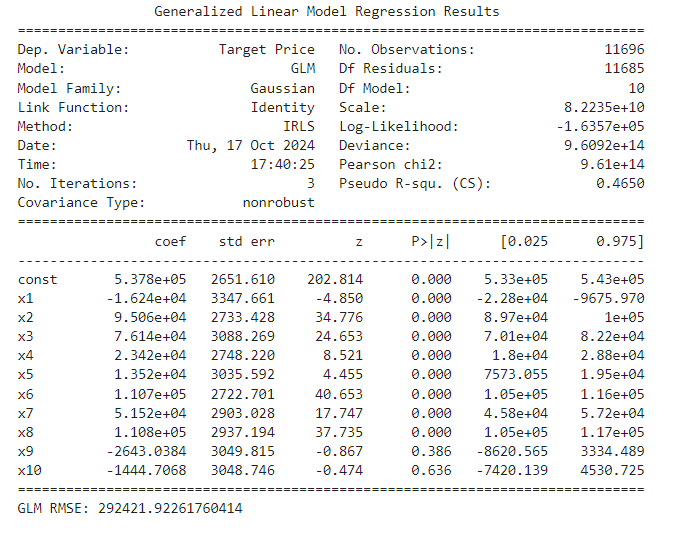 Generalized Linear Model Regression Results
==============================================================================
Dep. Variable: Target Price No. Observations: 11696
Model: GLM Df Residuals: 11685
Model Family: Gaussian Df Model: 10
Link Function: Identity Scale: 8.2235e+10
Method: IRLS Log-Likelihood: -1.6357e+05
Date: Thu, 17 Oct 2024 Deviance: 9.6092e+14
Time: 17:40:25 Pearson chi2: 9.61e+14
No. Iterations: 3 Pseudo R-squ. (CS): 0.4650
Covariance Type: nonrobust
==============================================================================
coef std err z P>|z| [0.025 0.975]
------------------------------------------------------------------------------
const 5.378e+05 2651.610 202.814 0.000 5.33e+05 5.43e+05
x1 -1.624e+04 3347.661 -4.850 0.000 -2.28e+04 -9675.970
x2 9.506e+04 2733.428 34.776 0.000 8.97e+04 1e+05
x3 7.614e+04 3088.269 24.653 0.000 7.01e+04 8.22e+04
x4 2.342e+04 2748.220 8.521 0.000 1.8e+04 2.88e+04
x5 1.352e+04 3035.592 4.455 0.000 7573.055 1.95e+04
x6 1.107e+05 2722.701 40.653 0.000 1.05e+05 1.16e+05
x7 5.152e+04 2903.028 17.747 0.000 4.58e+04 5.72e+04
x8 1.108e+05 2937.194 37.735 0.000 1.05e+05 1.17e+05
x9 -2643.0384 3049.815 -0.867 0.386 -8620.565 3334.489
x10 -1444.7068 3048.746 -0.474 0.636 -7420.139 4530.725
==============================================================================
GLM RMSE: 292421.92261760414